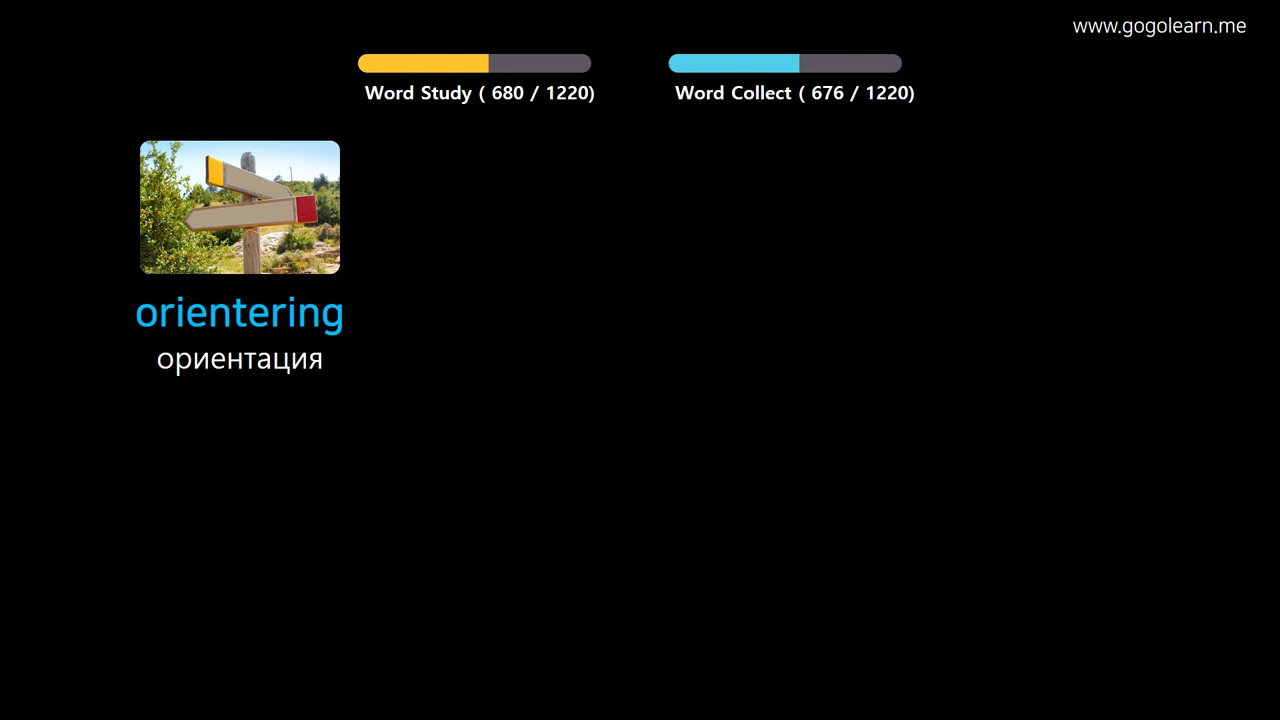 www.gogolearn.me
Word Study ( 680 / 1220)
Word Collect ( 676 / 1220)
orientering
ориентация